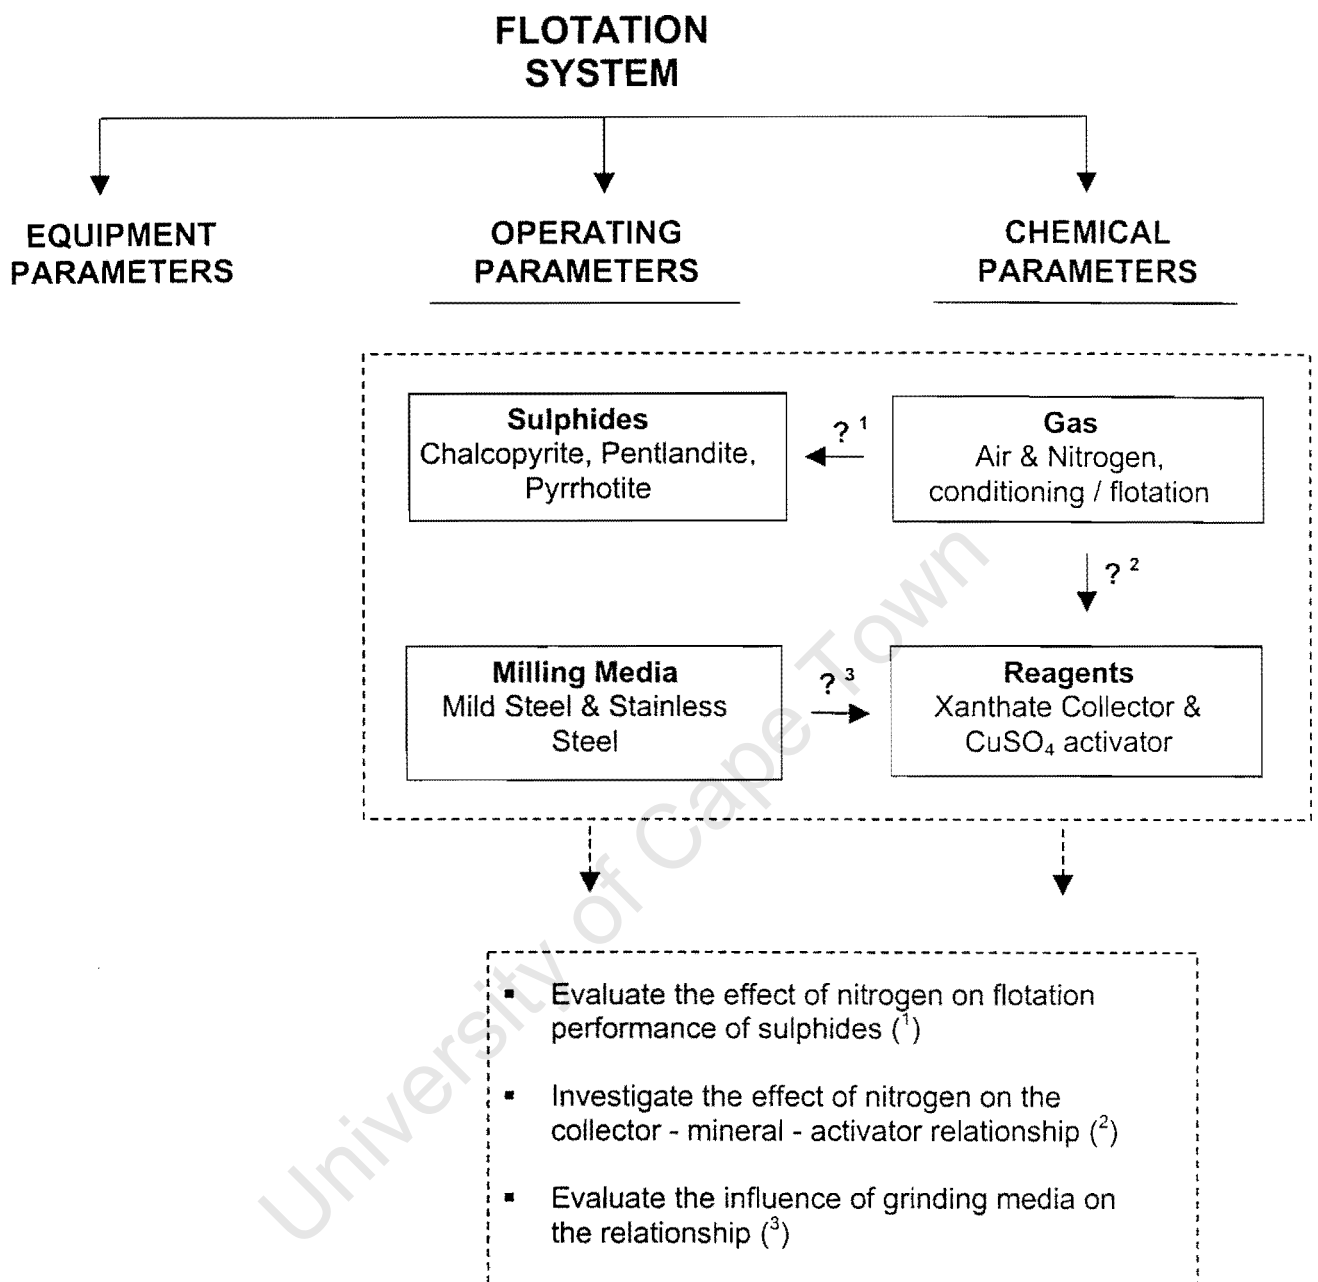 FLOTATION
SYSTEM
EQUIPMENT
PARAMETERS
OPERATING
PARAMETERS
CHEMICAL
PARAMETERS
Sulphides
Chalcopyrite, Pentlandite,
Pyrrhotite
? ¹
Gas
Air & Nitrogen,
conditioning / flotation
? ²
Milling Media
Mild Steel & Stainless
Steel
? ³
Reagents
Xanthate Collector &
CuSO₄ activator
▪ Evaluate the effect of nitrogen on flotation
performance of sulphides (¹)
▪ Investigate the effect of nitrogen on the
collector - mineral - activator relationship (²)
▪ Evaluate the influence of grinding media on
the relationship (³)
University of Cape Town